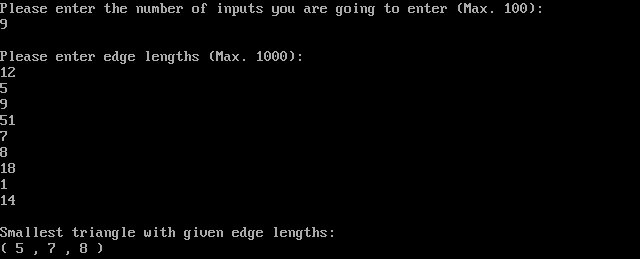 Please enter the number of inputs you are going to enter (Max. 100):
9
Please enter edge lengths (Max. 1000):
12
5
9
51
7
8
18
1
14
Smallest triangle with given edge lengths:
( 5 , 7 , 8 )